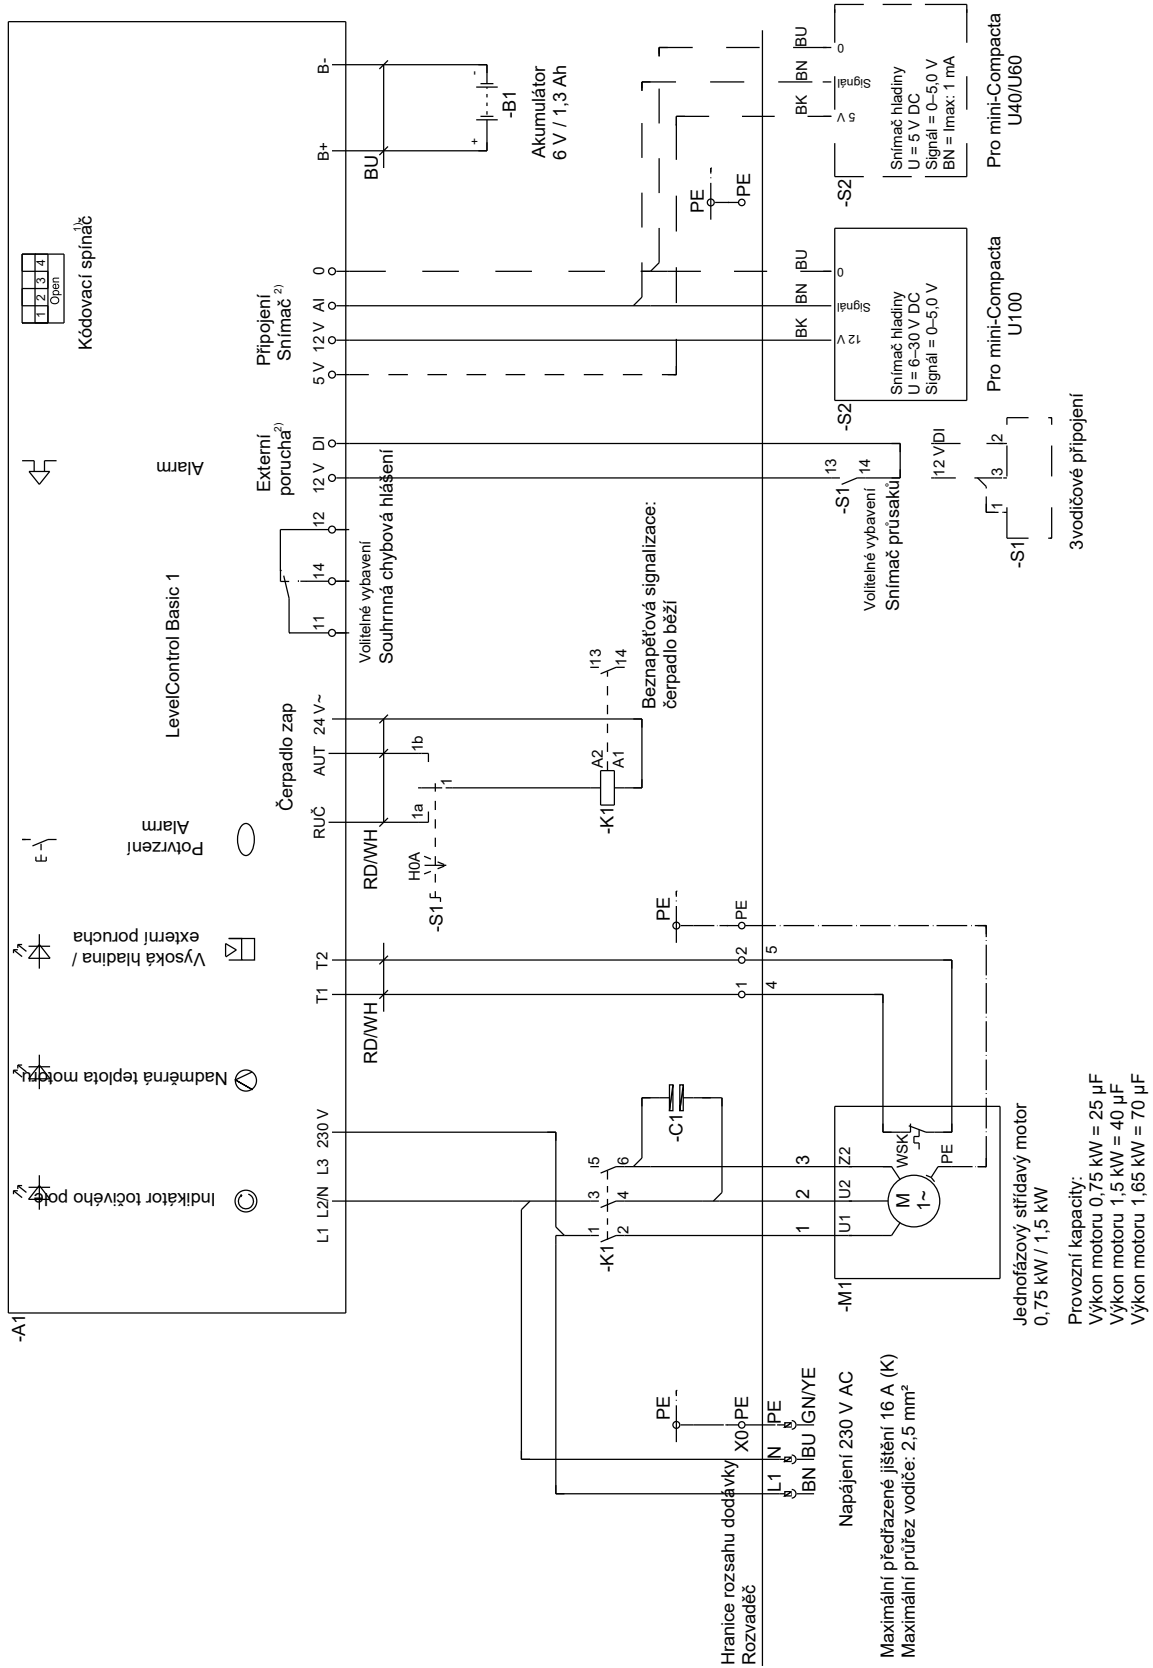 -A1
LevelControl Basic 1
Indikátor točivého pole
Nadměrná teplota motoru
Vysoká hladina /
externí porucha
Potvrzení
Alarm
Alarm
Kódovací spínač 1)
1 2 3 4
Open
L1 L2/N L3 230 V
T1 T2
Čerpadlo zap
RUČ AUT 24 V~
11 14 12
Volitelné vybavení
Souhrnná chybová hlášení
Externí
porucha 2)
12 V DI
Připojení
Snímač 2)
5 V 12 V AI 0
B+ B-
RD/WH
RD/WH
BU
+ -
-B1
Akumulátor
6 V / 1,3 Ah
-S1
H0A
1a 1 1b
-K1
A2
A1
13
14
Beznapěťová signalizace:
čerpadlo běží
-K1
1 3 5
2 4 6
-C1
PE
X0 PE
PE
1 2 PE
PE
PE
Hranice rozsahu dodávky
Rozvaděč
L1 N PE
BN BU GN/YE
Napájení 230 V AC
Maximální předřazené jištění 16 A (K)
Maximální průřez vodiče: 2,5 mm²
1 2 3
4 5
U1 U2 Z2
WSK
PE
M
1~
-M1
Jednofázový střídavý motor
0,75 kW / 1,5 kW
Provozní kapacity:
Výkon motoru 0,75 kW = 25 µF
Výkon motoru 1,5 kW = 40 µF
Výkon motoru 1,65 kW = 70 µF
-S1
13
14
Volitelné vybavení
Snímač průsaků
12 V DI
1 3 2
-S1
3vodičové připojení
BK BN BU
12 V Signál 0
Snímač hladiny
U = 6–30 V DC
Signál = 0–5,0 V
-S2
Pro mini-Compacta
U100
BK BN BU
5 V Signál 0
Snímač hladiny
U = 5 V DC
Signál = 0–5,0 V
BN = Imax: 1 mA
-S2
Pro mini-Compacta
U40/U60